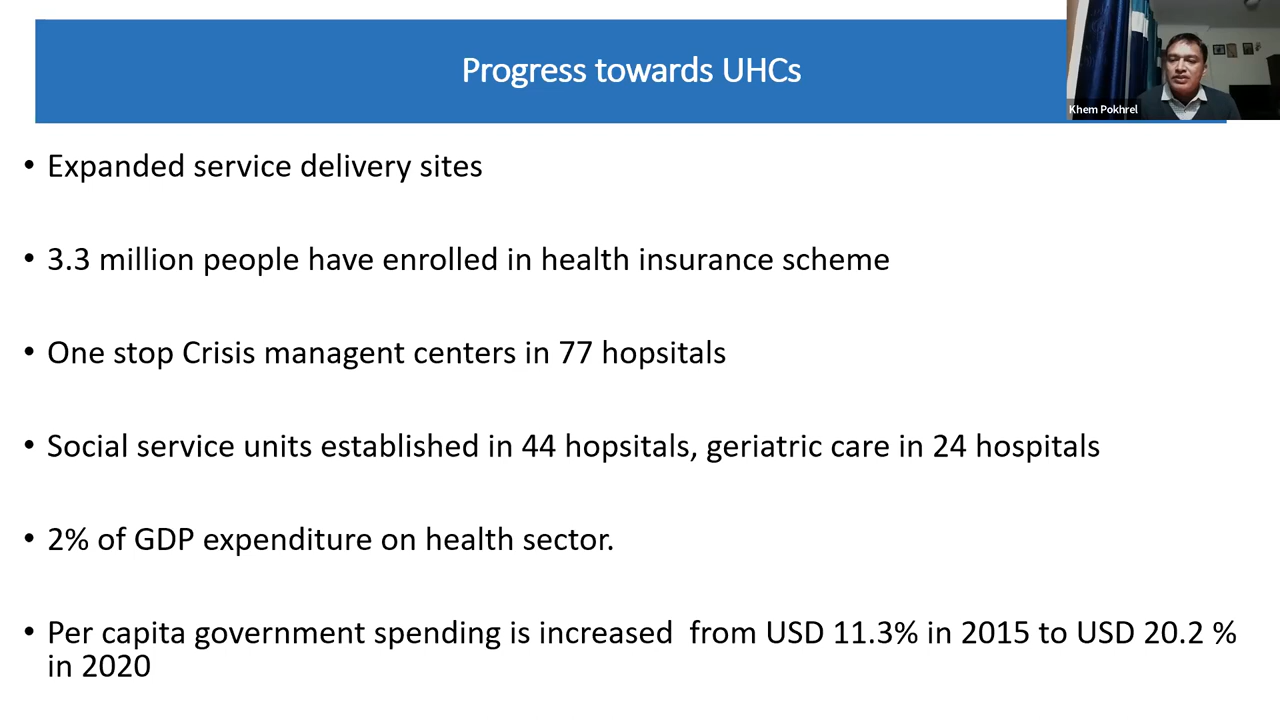 Progress towards UHCs
Khem Pokhrel
• Expanded service delivery sites
• 3.3 million people have enrolled in health insurance scheme
• One stop Crisis managent centers in 77 hopsitals
• Social service units established in 44 hopsitals, geriatric care in 24 hospitals
• 2% of GDP expenditure on health sector.
• Per capita government spending is increased  from USD 11.3% in 2015 to USD 20.2 %
in 2020